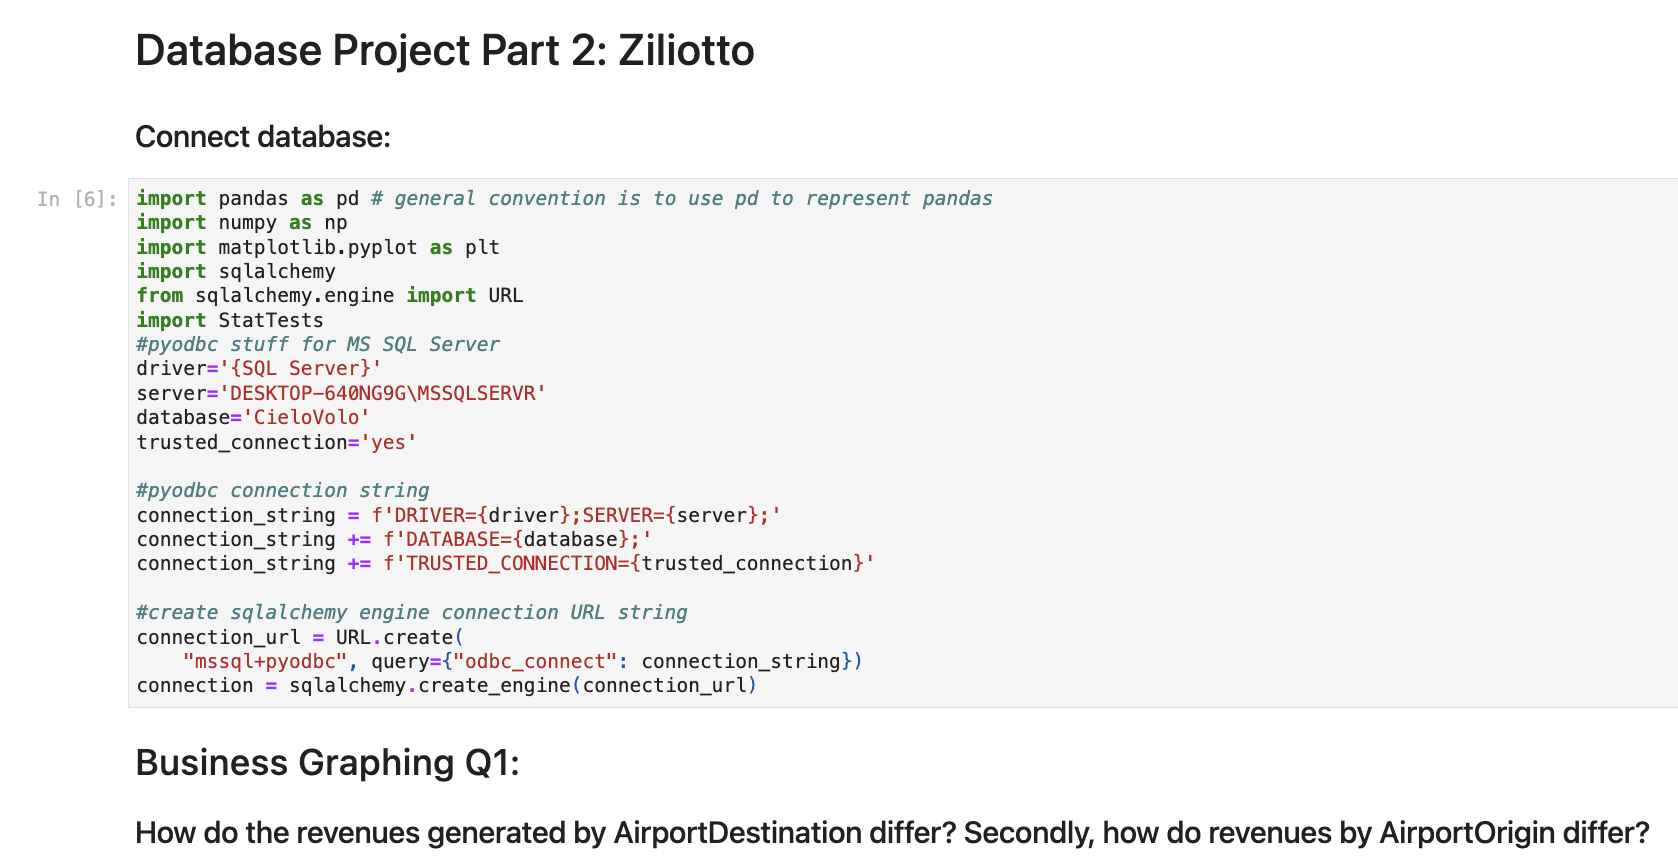 Database Project Part 2: Ziliotto
Connect database:
In [6]:
import pandas as pd # general convention is to use pd to represent pandas
import numpy as np
import matplotlib.pyplot as plt
import sqlalchemy
from sqlalchemy.engine import URL
import StatTests
#pyodbc stuff for MS SQL Server
driver='{SQL Server}'
server='DESKTOP-640NG9G\MSSQLSERVR'
database='CieloVolo'
trusted_connection='yes'
#pyodbc connection string
connection_string = f'DRIVER={driver};SERVER={server};'
connection_string += f'DATABASE={database};'
connection_string += f'TRUSTED_CONNECTION={trusted_connection}'
#create sqlalchemy engine connection URL string
connection_url = URL.create(
    "mssql+pyodbc", query={"odbc_connect": connection_string})
connection = sqlalchemy.create_engine(connection_url)
Business Graphing Q1:
How do the revenues generated by AirportDestination differ? Secondly, how do revenues by AirportOrigin differ?